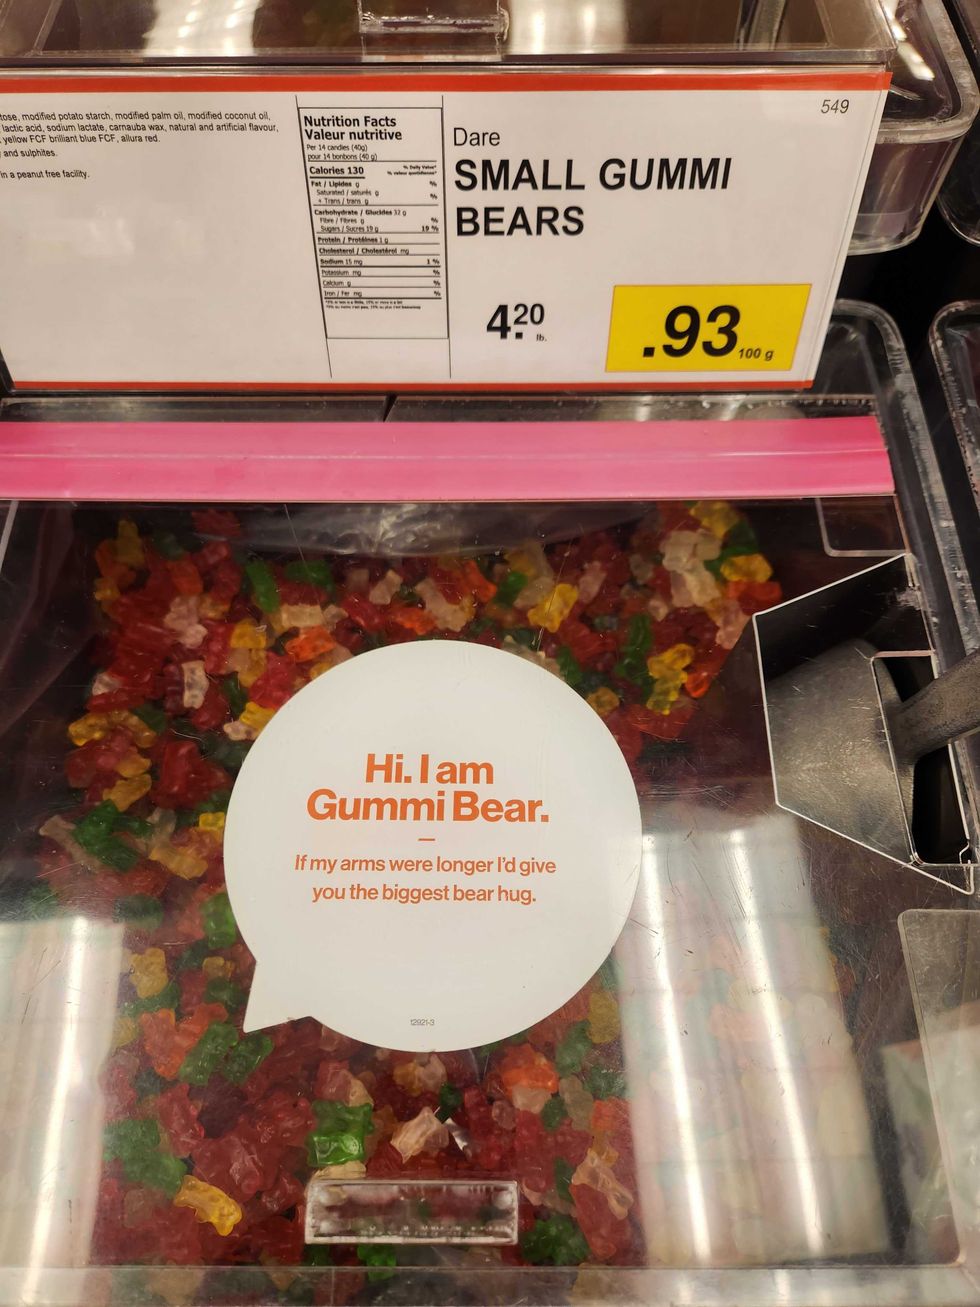 tose, modified potato starch, modified palm oil, modified coconut oil,
lactic acid, sodium lactate, carnauba wax, natural and artificial flavour,
yellow FCF brilliant blue FCF, allura red.
and sulphites.
in a peanut free facility.
Nutrition Facts
Valeur nutritive
Per 14 candies (40g)
pour 14 bonbons (40 g)
Calories 130
% Daily Value*
% valeur quotidienne*
Fat / Lipides g %
Saturated / saturés g
+ Trans / trans g %
Carbohydrate / Glucides 32 g
Fibre / Fibres g %
Sugars / Sucres 19 g 19 %
Protein / Protéines 1 g
Cholesterol / Cholestérol mg
Sodium 15 mg 1 %
Potassium mg %
Calcium g %
Iron / Fer mg %
549
Dare
SMALL GUMMI
BEARS
4.20
lb.
.93
100 g
Hi. I am
Gummi Bear.
If my arms were longer I'd give
you the biggest bear hug.
12921-3